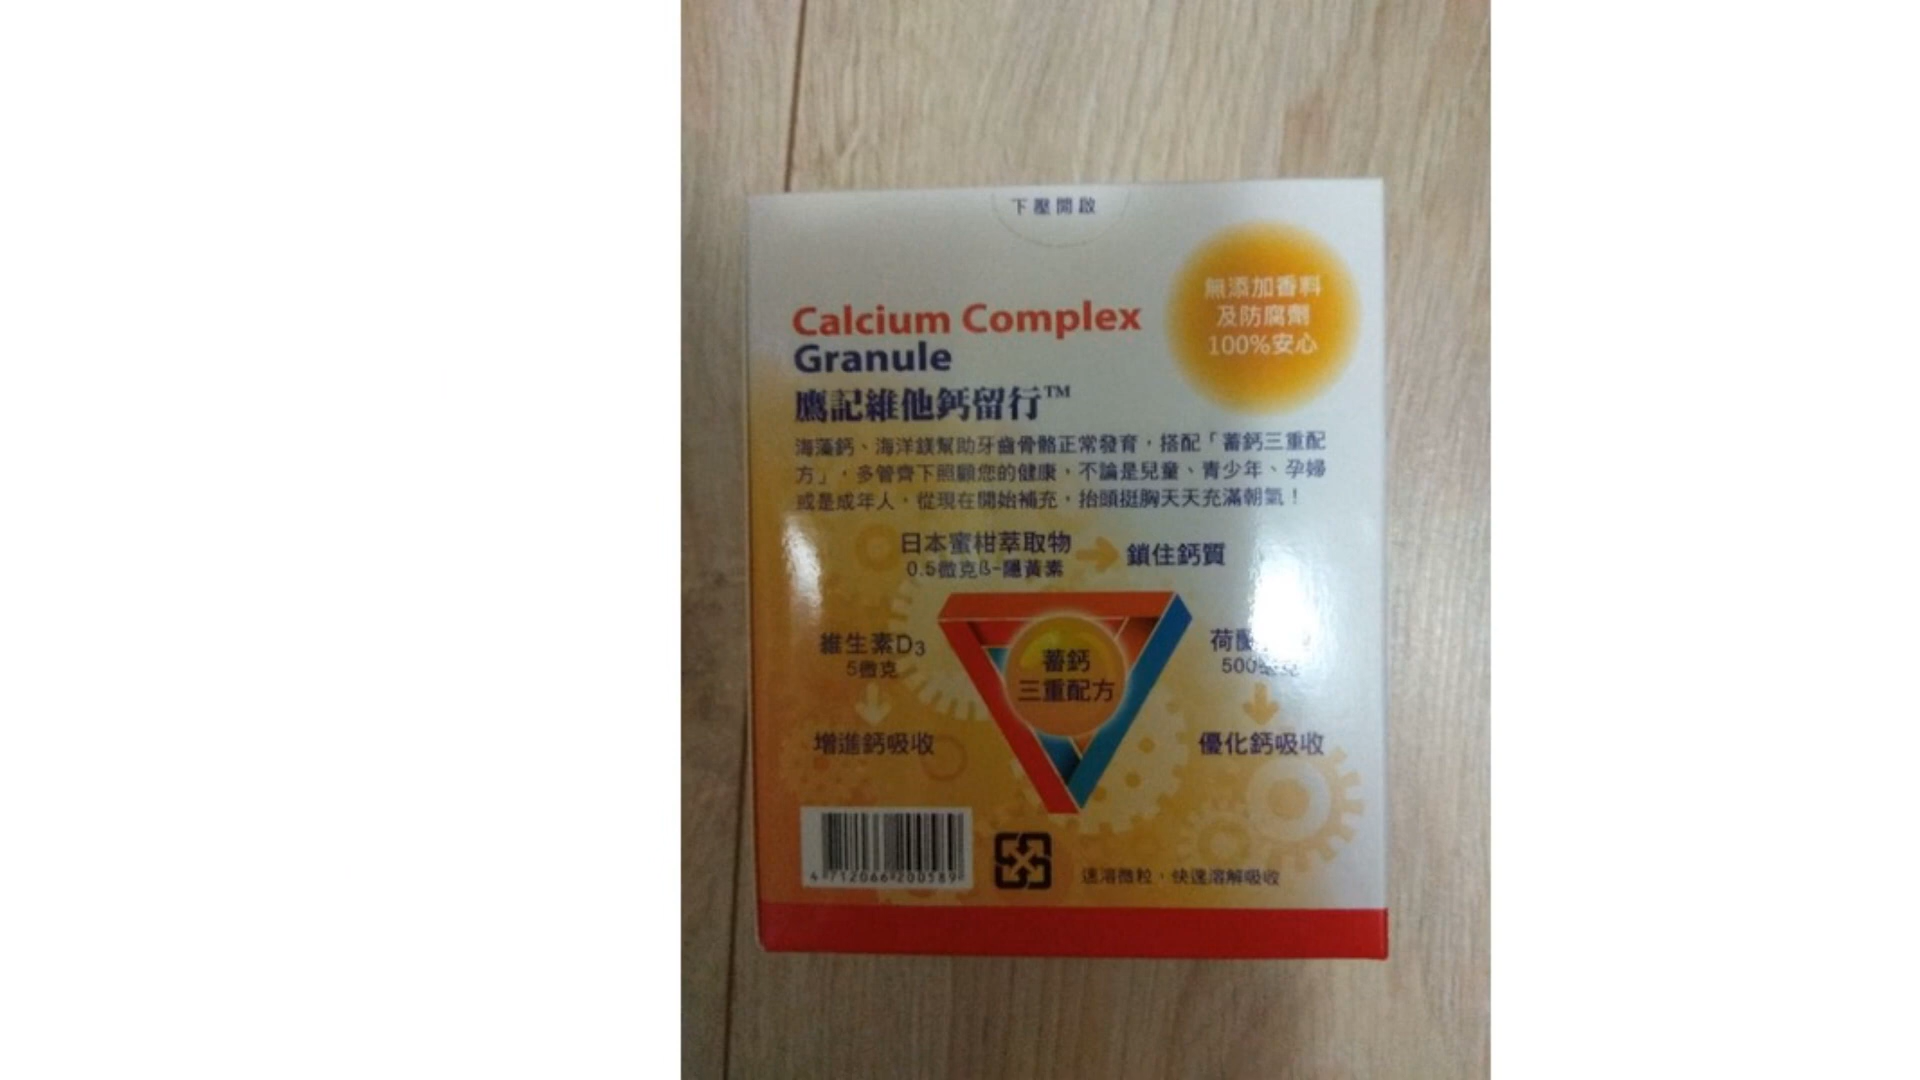 下壓開啟
無添加香料
及防腐劑
100%安心
Calcium Complex
Granule
鷹記維他鈣留行™
海藻鈣、海洋鎂幫助牙齒骨骼正常發育，搭配「蓄鈣三重配
方」，多管齊下照顧您的健康，不論是兒童、青少年、孕婦
或是成年人，從現在開始補充，抬頭挺胸天天充滿朝氣！
日本蜜柑萃取物
0.5微克ß-隱黃素
鎖住鈣質
維生素D3
5微克
增進鈣吸收
蓄鈣
三重配方
荷
500
優化鈣吸收
4 712066 200589
速溶微粒，快速溶解吸收